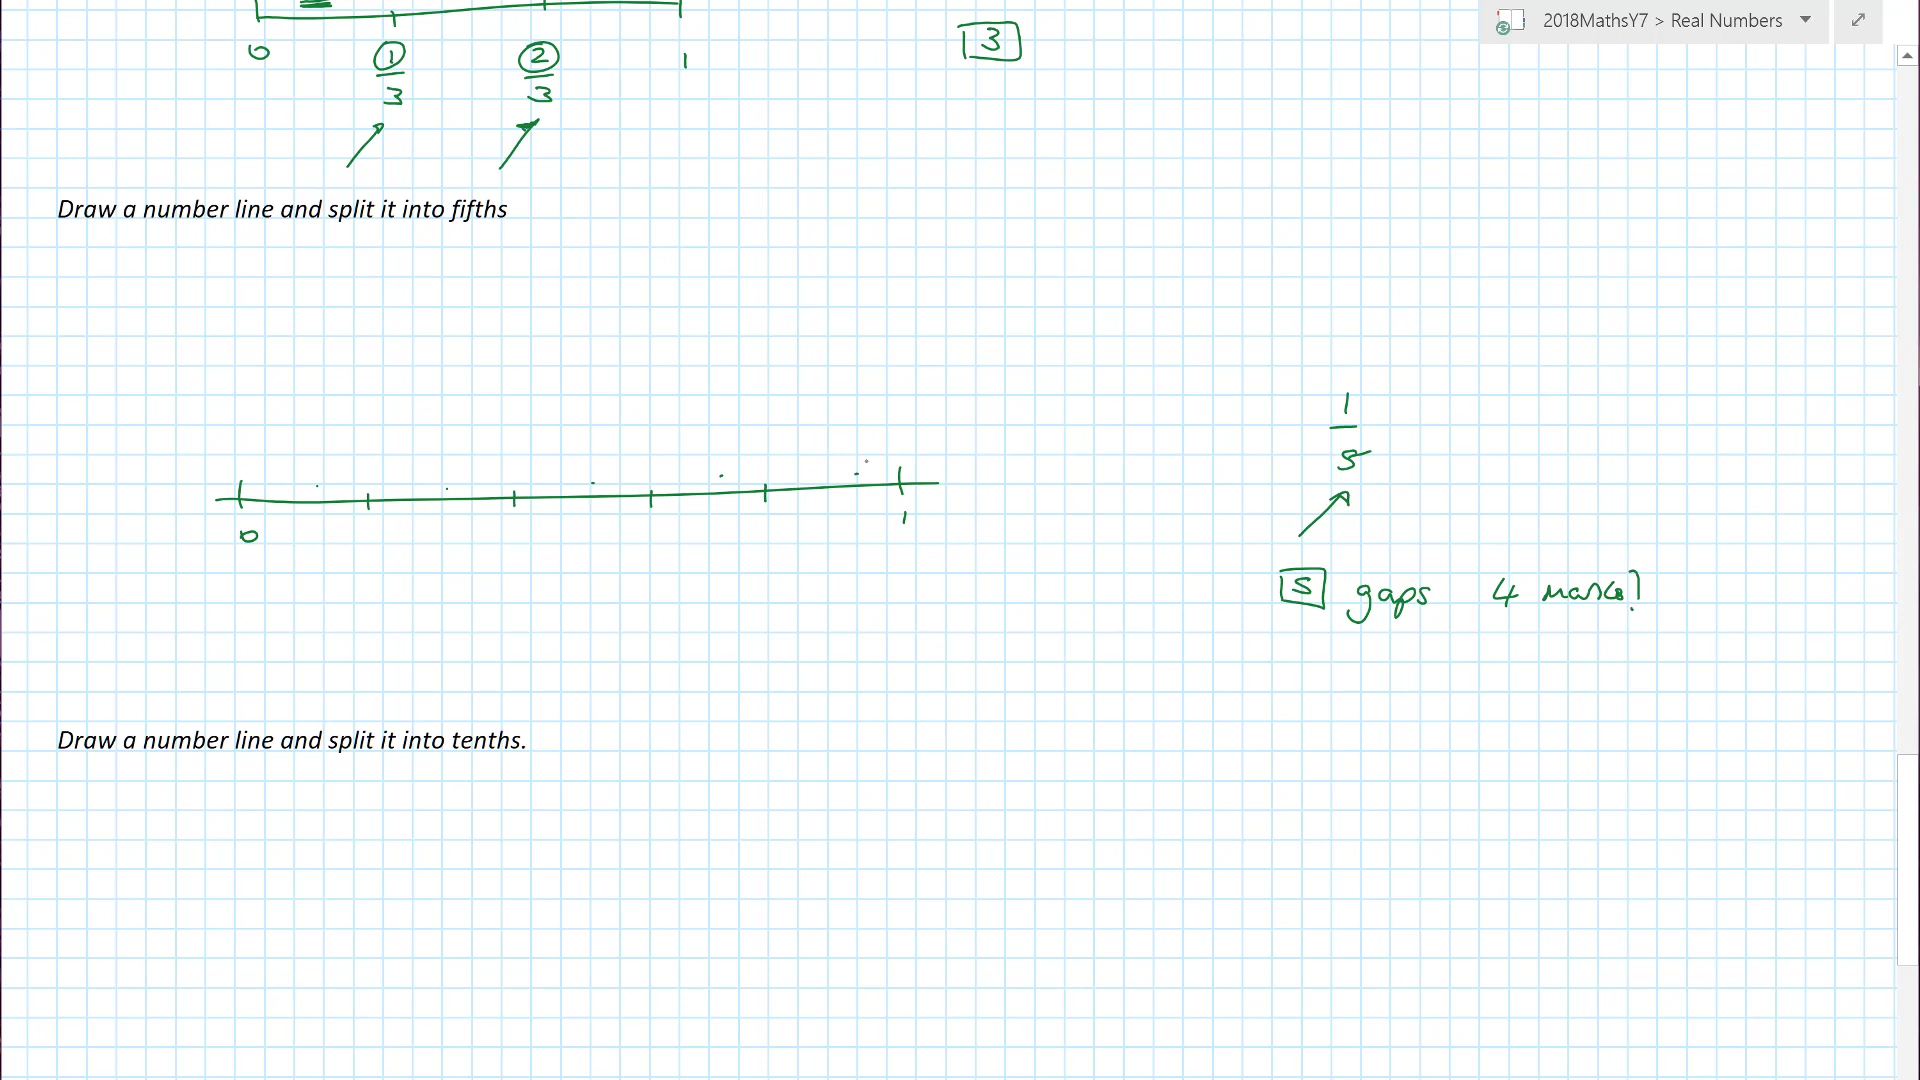 2018MathsY7 > Real Numbers
3
0 1 2 1
3 3
Draw a number line and split it into fifths
1
5
0 1
5 gaps 4 marks!
Draw a number line and split it into tenths.